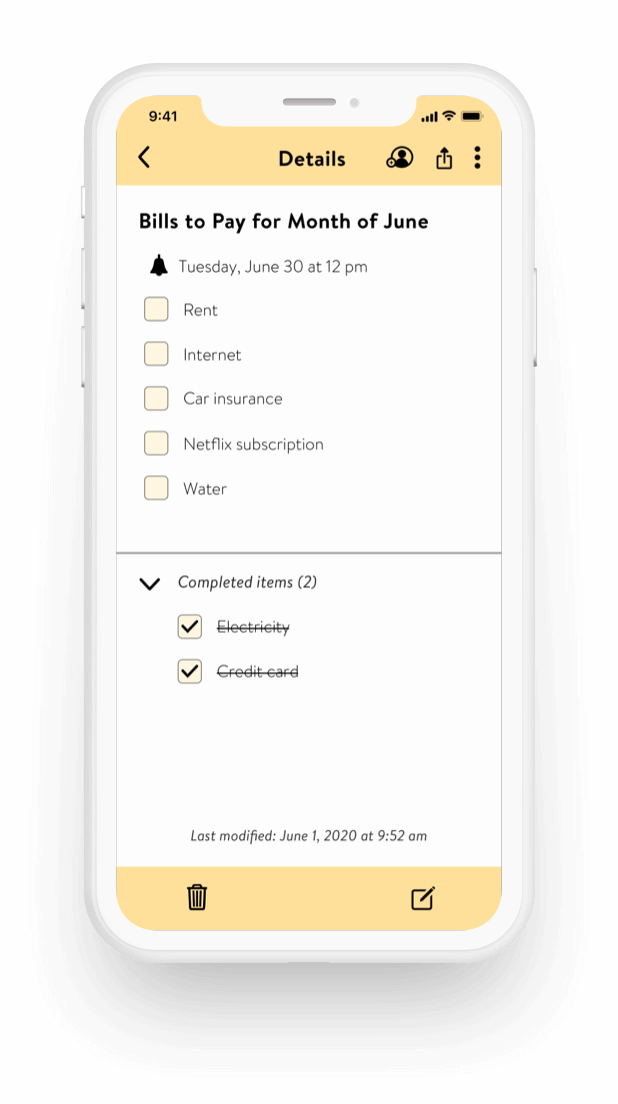 9:41
Details
Bills to Pay for Month of June
Tuesday, June 30 at 12 pm
Rent
Internet
Car insurance
Netflix subscription
Water
Completed items (2)
Electricity
Credit card
Last modified: June 1, 2020 at 9:52 am